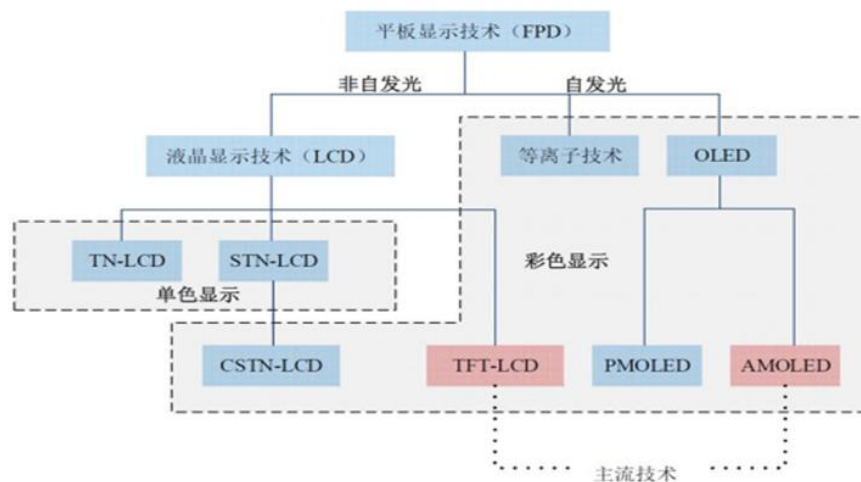 平板显示技术（FPD）
非自发光
自发光
液晶显示技术（LCD）
等离子技术
OLED
TN-LCD
STN-LCD
彩色显示
单色显示
CSTN-LCD
TFT-LCD
PMOLED
AMOLED
主流技术